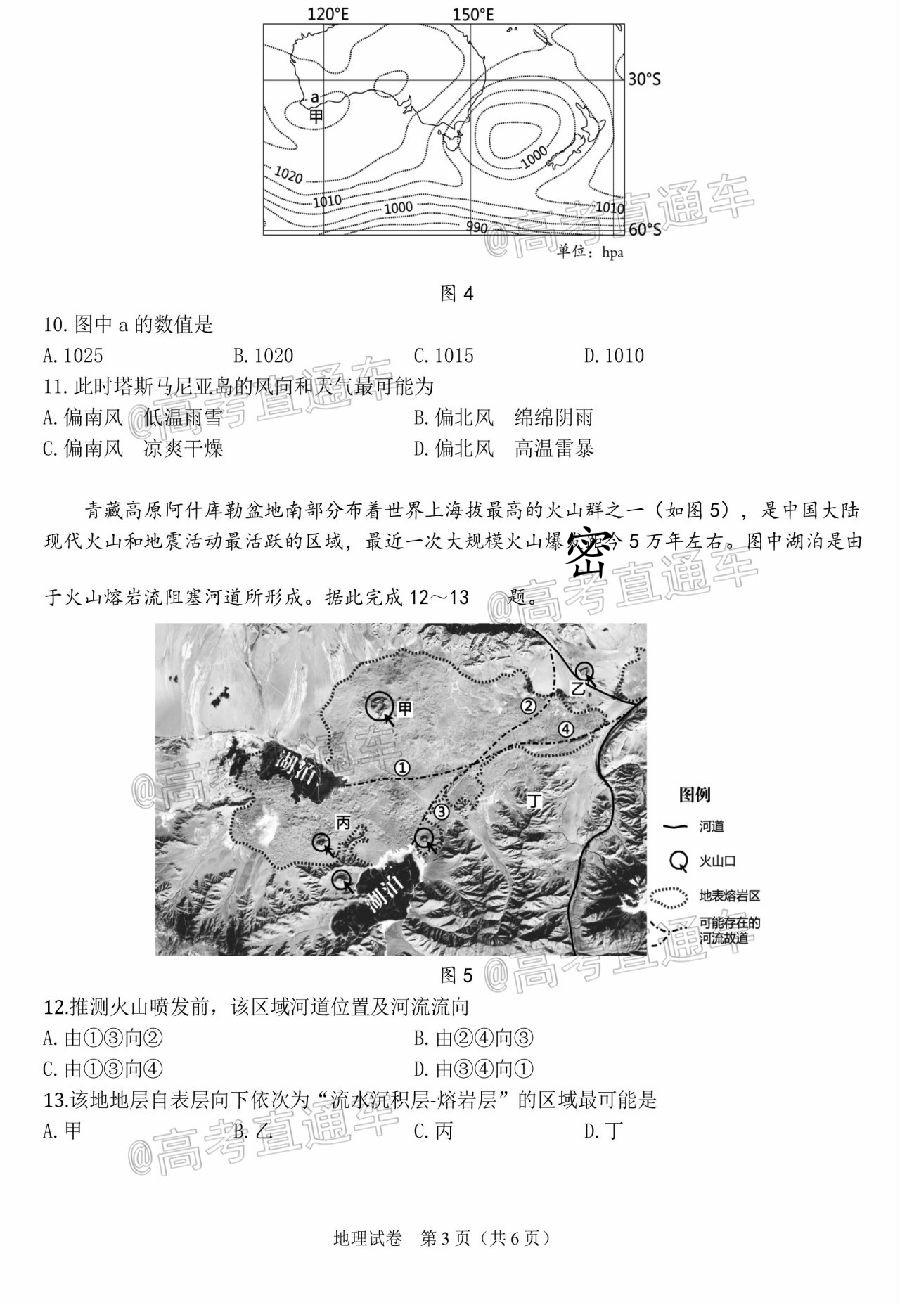 120°E 150°E
30°S
a
甲
1020
1010
1000
1000
990
1010
60°S
@高考直通车
单位：hpa
图 4
10. 图中 a 的数值是
A. 1025 B. 1020 C. 1015 D. 1010
11. 此时塔斯马尼亚岛的风向和天气最可能为
A. 偏南风 低温雨雪 B. 偏北风 绵绵阴雨
C. 偏南风 凉爽干燥 D. 偏北风 高温雷暴
@高考直通车
青藏高原阿什库勒盆地南部分布着世界上海拔最高的火山群之一（如图 5），是中国大陆
现代火山和地震活动最活跃的区域，最近一次大规模火山爆 今 5 万年左右。图中湖泊是由
密
于火山熔岩流阻塞河道所形成。据此完成 12～13 题。
@高考直通车
乙
甲
②
④
湖泊
①
丁
丙
③
湖泊
@高考直通车
图例
河道
火山口
地表熔岩区
可能存在的
河流故道
@高考直通车
图 5
12.推测火山喷发前，该区域河道位置及河流流向
A. 由①③向② B. 由②④向③
C. 由①③向④ D. 由③④向①
13.该地地层自表层向下依次为“流水沉积层-熔岩层”的区域最可能是
A. 甲 B. 乙 C. 丙 D. 丁
@高考直通车
地理试卷 第 3 页（共 6 页）